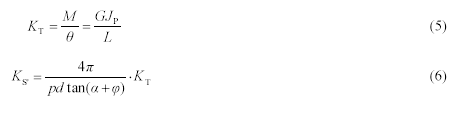 K_T = M/θ = GJ_P/L (5)
K_S' = 4π/(pd tan(α+φ)) · K_T (6)